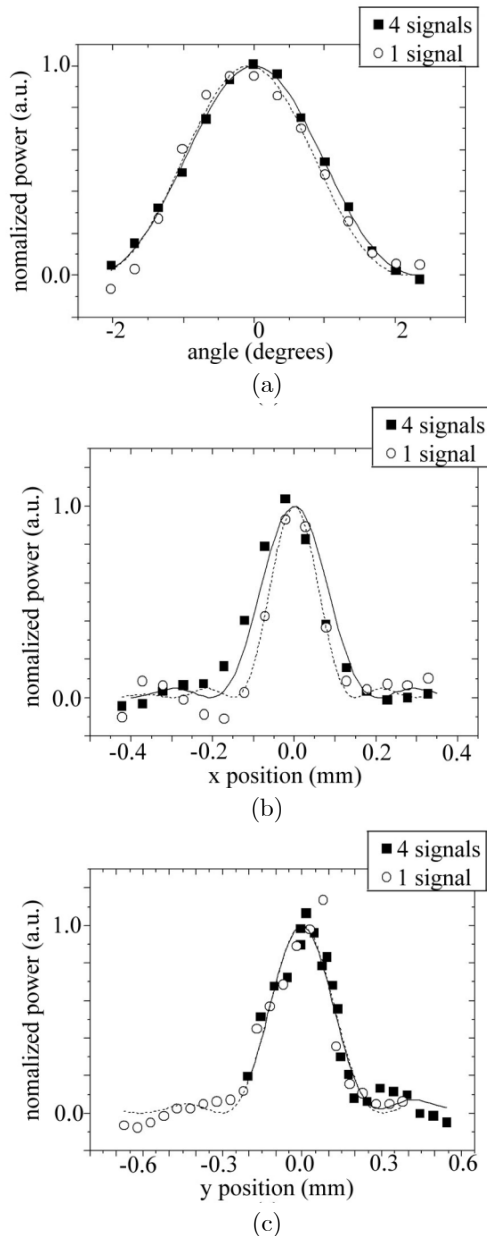 ■ 4 signals
○ 1 signal
nomalized power (a.u.)
1.0
0.0
-2
0
2
angle (degrees)
(a)
■ 4 signals
○ 1 signal
nomalized power (a.u.)
1.0
0.0
-0.4 -0.2 0.0 0.2 0.4
x position (mm)
(b)
■ 4 signals
○ 1 signal
nomalized power (a.u.)
1.0
0.0
-0.6 -0.3 0.0 0.3 0.6
y position (mm)
(c)